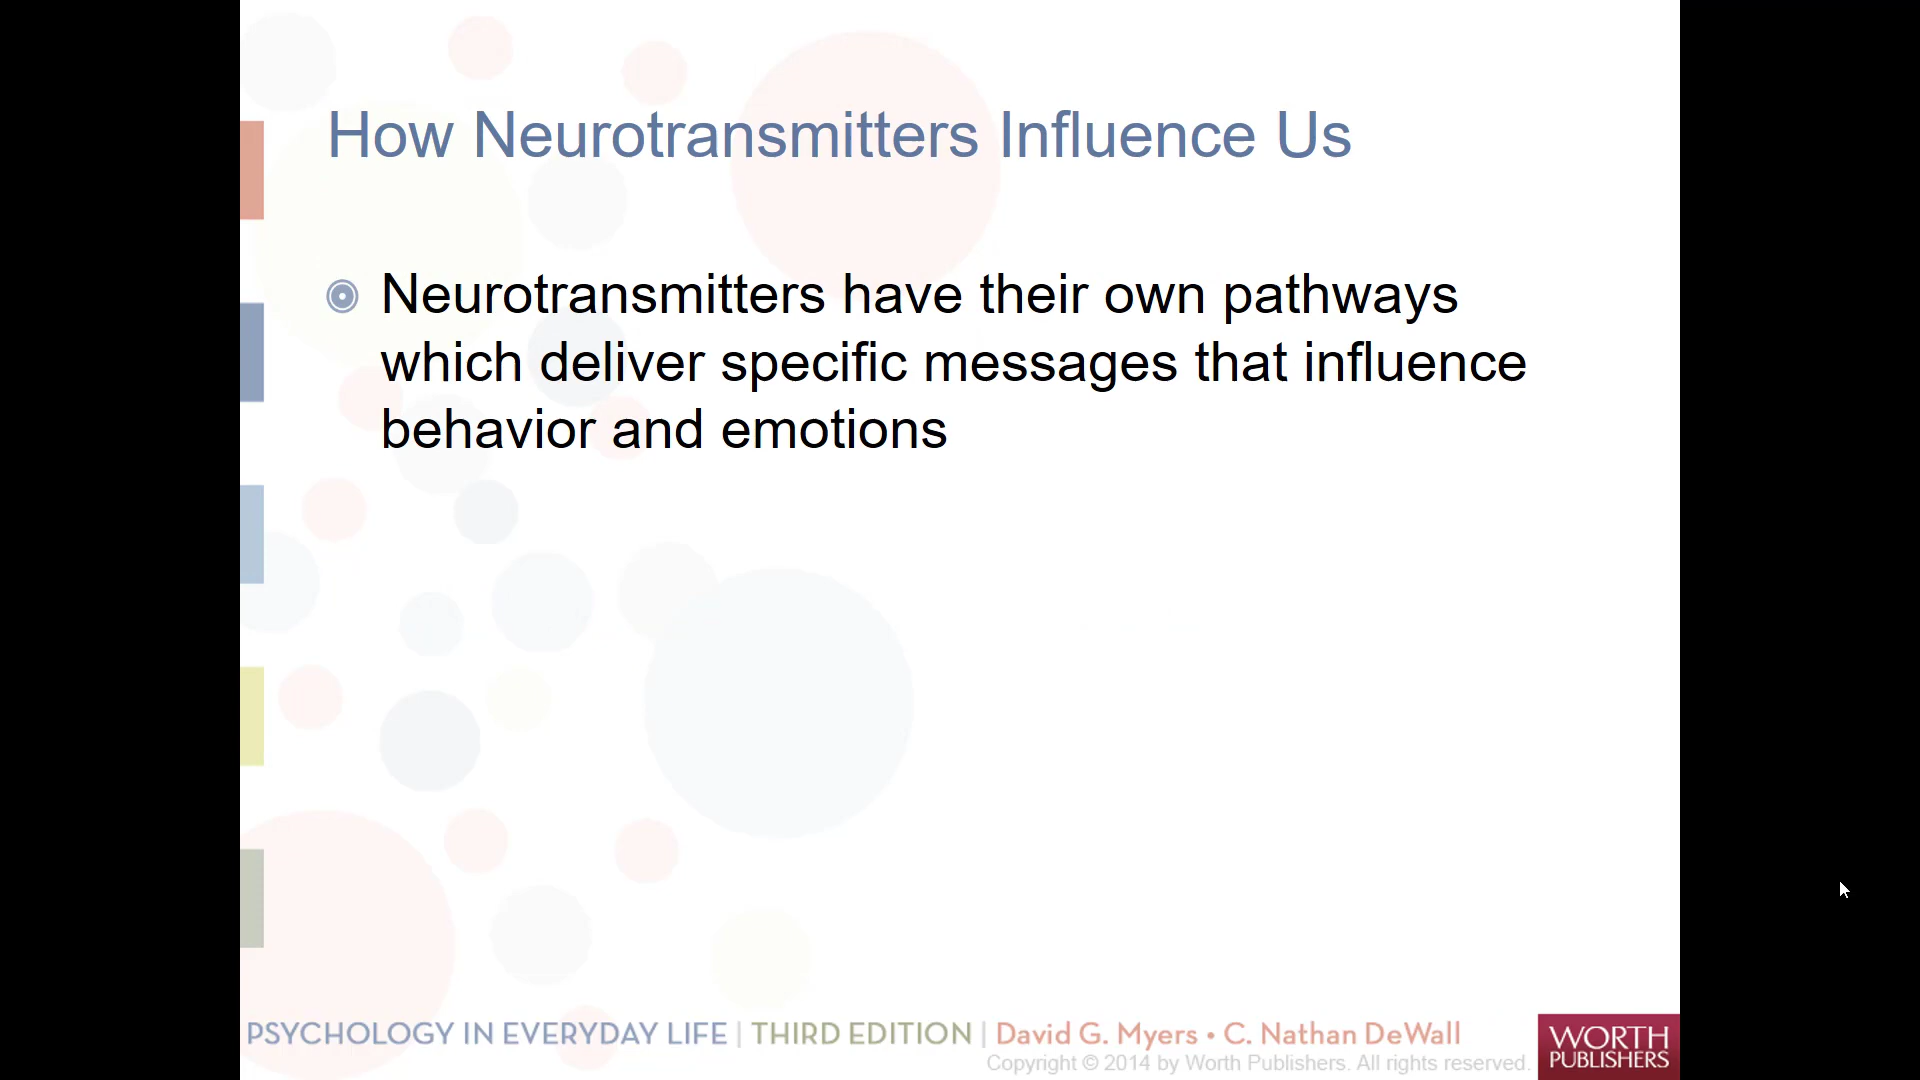 How Neurotransmitters Influence Us
Neurotransmitters have their own pathways
which deliver specific messages that influence
behavior and emotions
PSYCHOLOGY IN EVERYDAY LIFE | THIRD EDITION | David G. Myers • C. Nathan DeWall
Copyright © 2014 by Worth Publishers. All rights reserved.
WORTH
PUBLISHERS